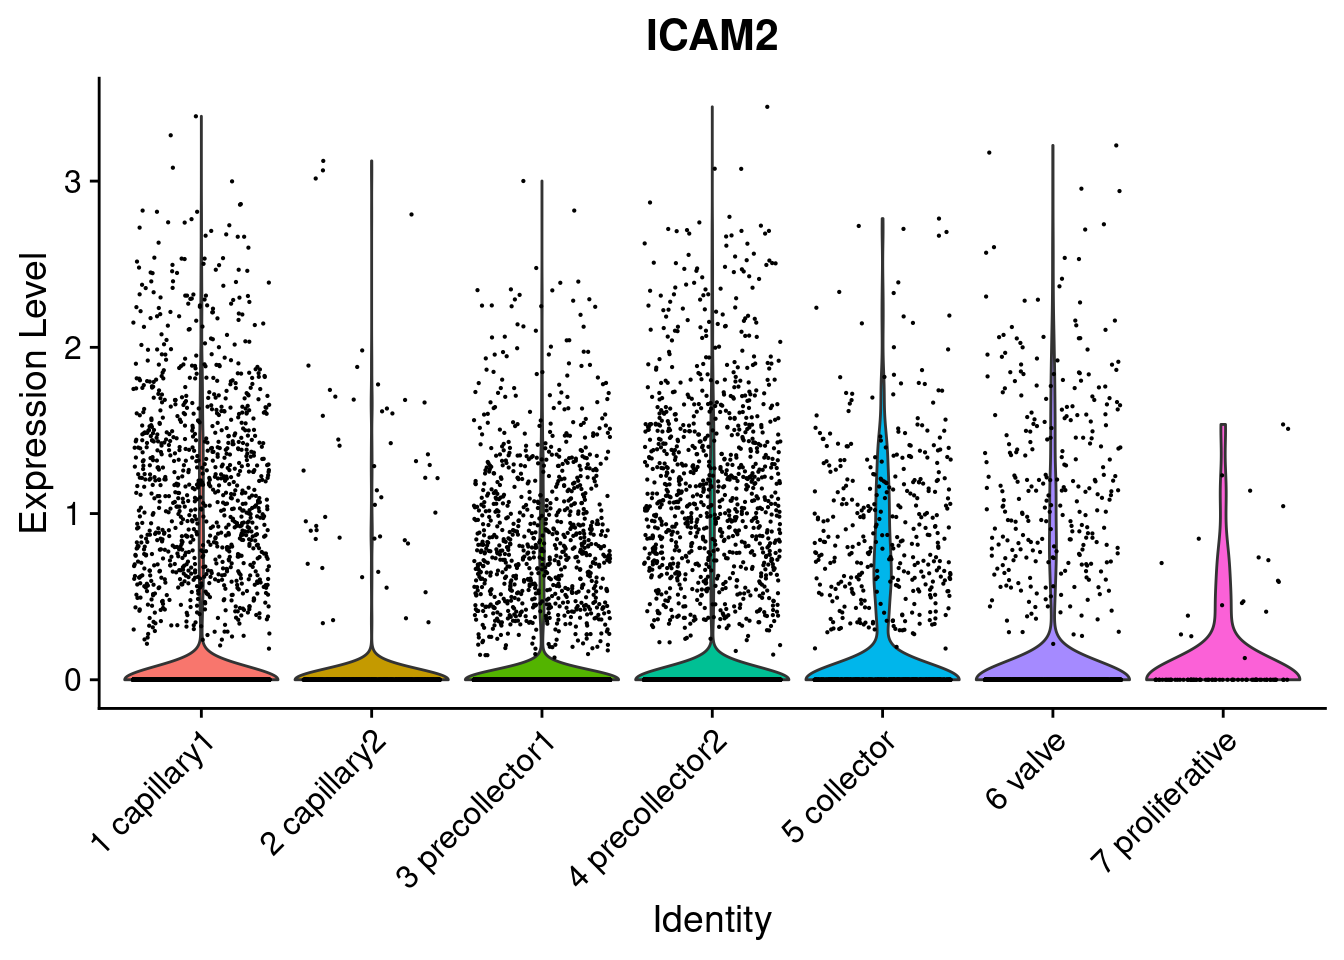 ICAM2
Expression Level
3
2
1
0
1 capillary1
2 capillary2
3 precollector1
4 precollector2
5 collector
6 valve
7 proliferative
Identity